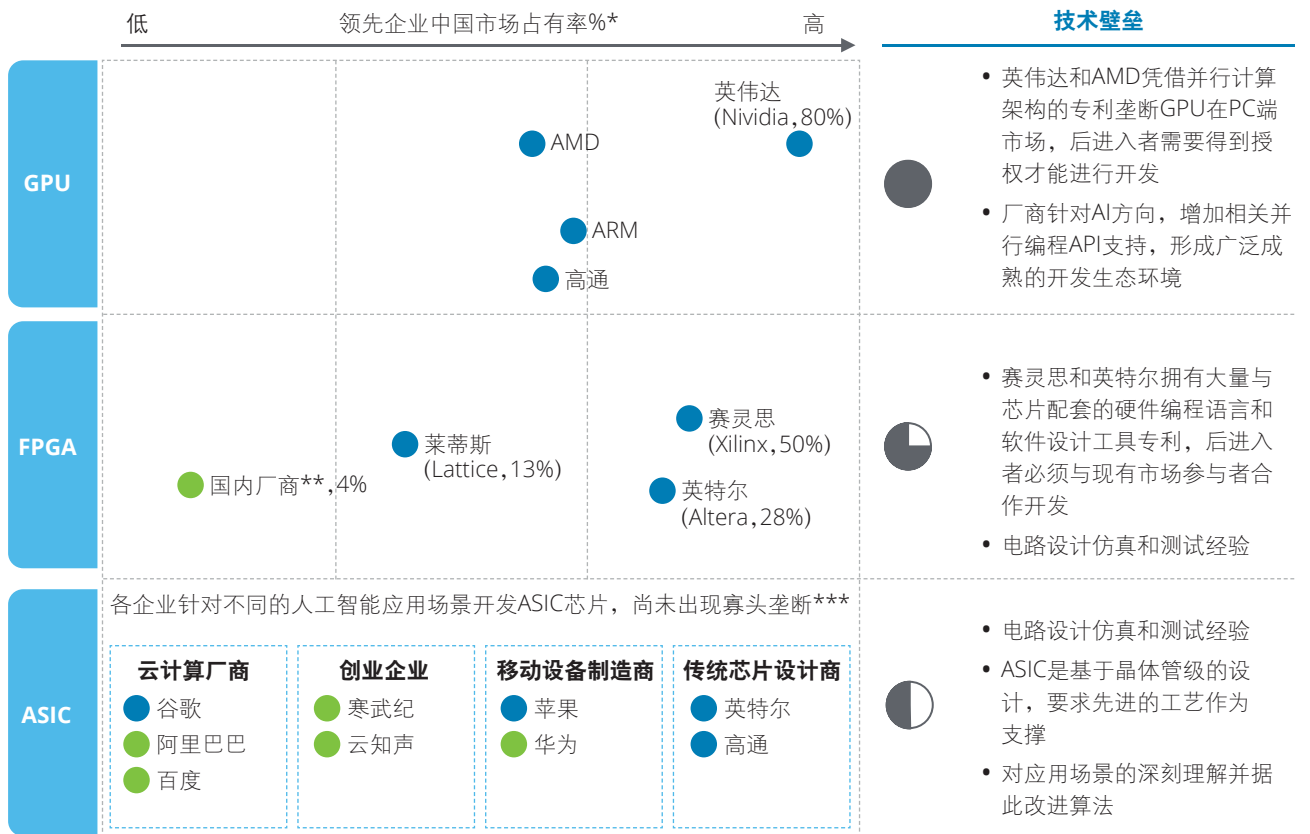 低
领先企业中国市场占有率%*
高
技术壁垒
GPU
英伟达
(Nividia,80%)
AMD
ARM
高通
• 英伟达和AMD凭借并行计算
架构的专利垄断GPU在PC端
市场，后进入者需要得到授
权才能进行开发
• 厂商针对AI方向，增加相关并
行编程API支持，形成广泛成
熟的开发生态环境
FPGA
国内厂商**,4%
莱蒂斯
(Lattice,13%)
赛灵思
(Xilinx,50%)
英特尔
(Altera,28%)
• 赛灵思和英特尔拥有大量与
芯片配套的硬件编程语言和
软件设计工具专利，后进入
者必须与现有市场参与者合
作开发
• 电路设计仿真和测试经验
ASIC
各企业针对不同的人工智能应用场景开发ASIC芯片，尚未出现寡头垄断***
云计算厂商
谷歌
阿里巴巴
百度
创业企业
寒武纪
云知声
移动设备制造商
苹果
华为
传统芯片设计商
英特尔
高通
• 电路设计仿真和测试经验
• ASIC是基于晶体管级的设
计，要求先进的工艺作为
支撑
• 对应用场景的深刻理解并据
此改进算法